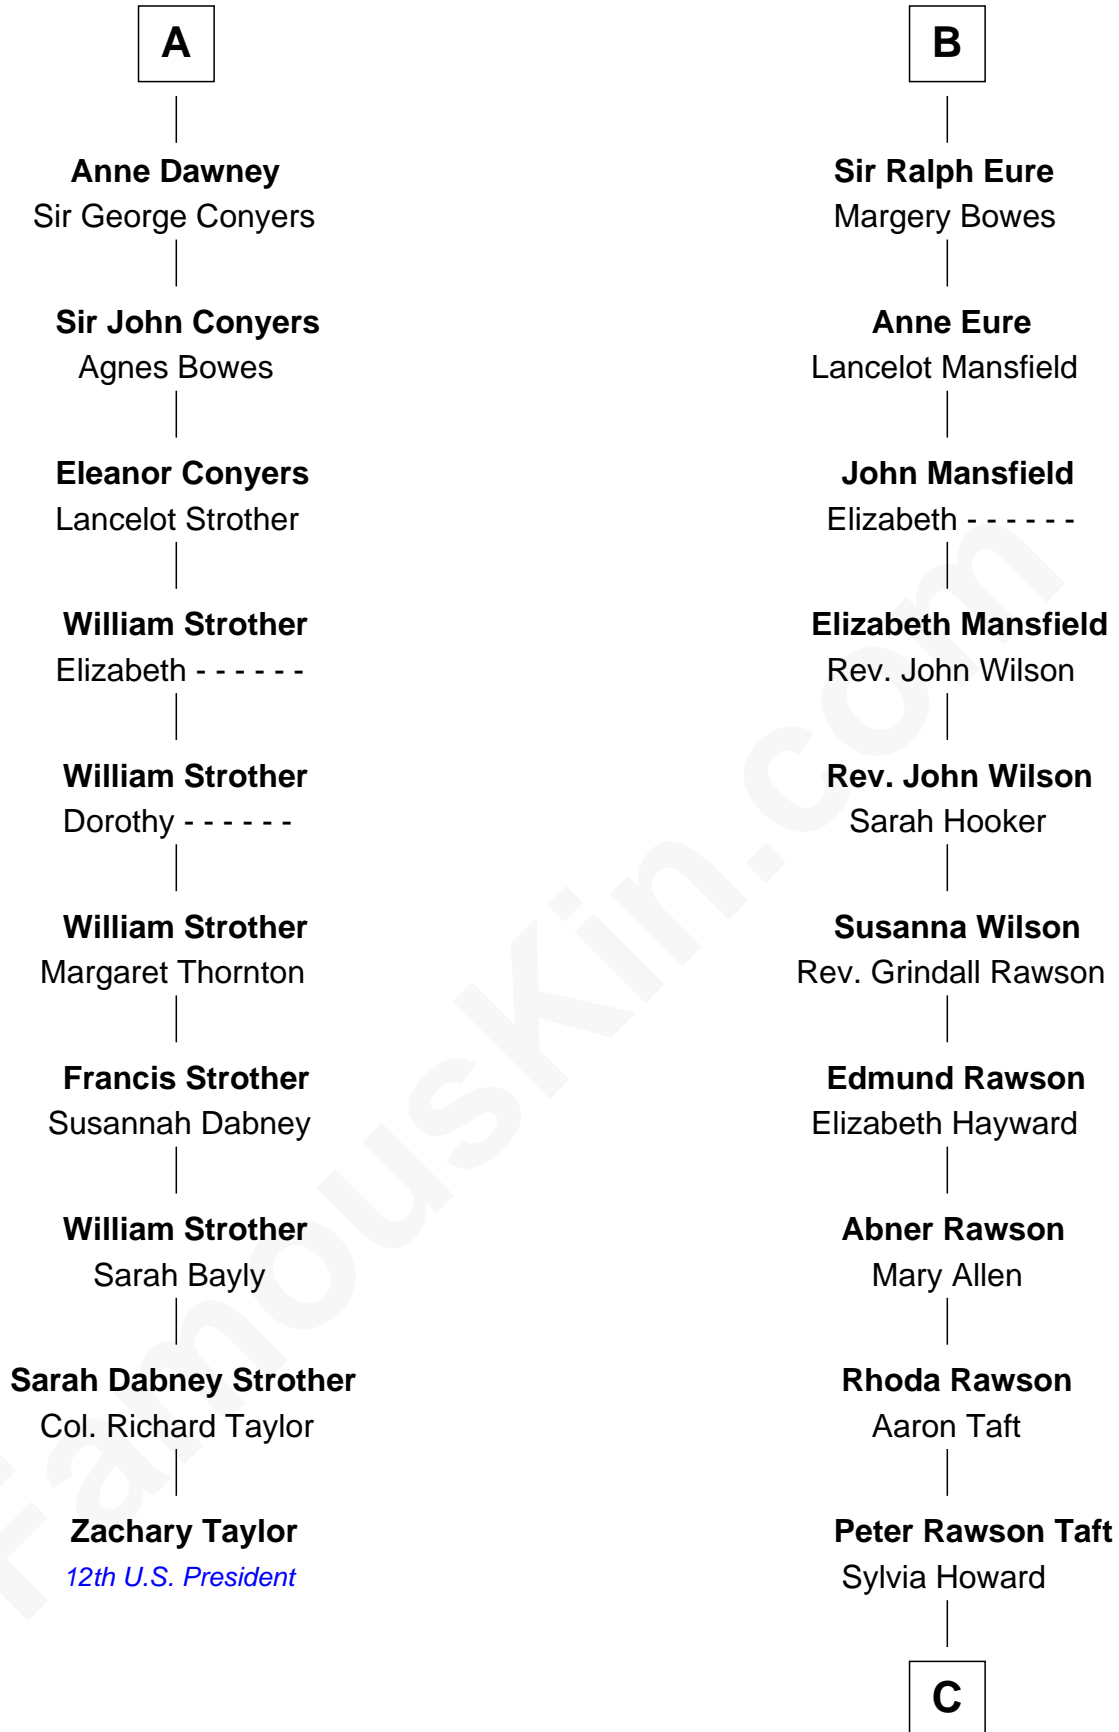 A
Anne Dawney
Sir George Conyers
Sir John Conyers
Agnes Bowes
Eleanor Conyers
Lancelot Strother
William Strother
Elizabeth - - - - - -
William Strother
Dorothy - - - - - -
William Strother
Margaret Thornton
Francis Strother
Susannah Dabney
William Strother
Sarah Bayly
Sarah Dabney Strother
Col. Richard Taylor
Zachary Taylor
12th U.S. President
B
Sir Ralph Eure
Margery Bowes
Anne Eure
Lancelot Mansfield
John Mansfield
Elizabeth - - - - - -
Elizabeth Mansfield
Rev. John Wilson
Rev. John Wilson
Sarah Hooker
Susanna Wilson
Rev. Grindall Rawson
Edmund Rawson
Elizabeth Hayward
Abner Rawson
Mary Allen
Rhoda Rawson
Aaron Taft
Peter Rawson Taft
Sylvia Howard
C
FamousKin.com